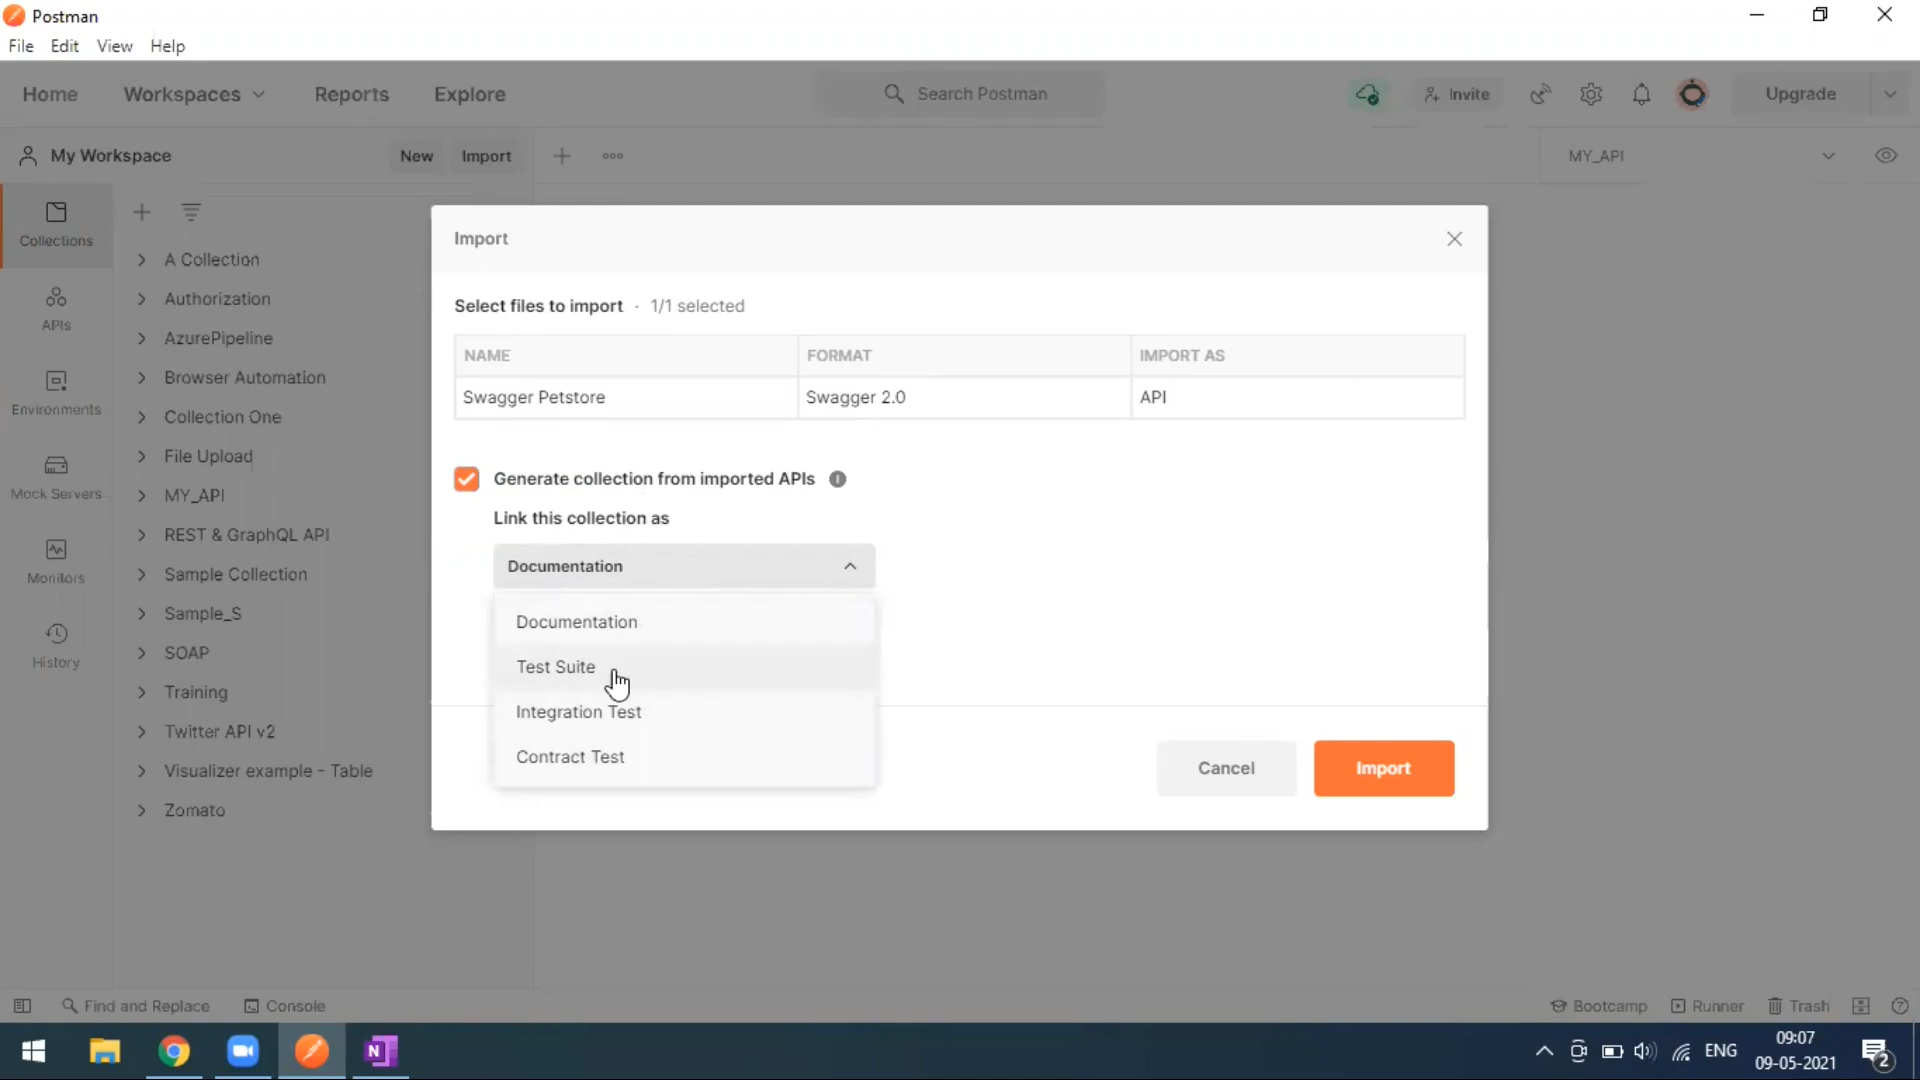 Postman
File Edit View Help
Home Workspaces Reports Explore Search Postman Invite Upgrade
My Workspace New Import MY_API
Collections
APIs
Environments
Mock Servers
Monitors
History
A Collection
Authorization
AzurePipeline
Browser Automation
Collection One
File Upload
MY_API
REST & GraphQL API
Sample Collection
Sample_S
SOAP
Training
Twitter API v2
Visualizer example - Table
Zomato
Import
Select files to import · 1/1 selected
NAME FORMAT IMPORT AS
Swagger Petstore Swagger 2.0 API
Generate collection from imported APIs
Link this collection as
Documentation
Documentation
Test Suite
Integration Test
Contract Test
Cancel Import
Find and Replace Console Bootcamp Runner Trash
N ENG 09:07
09-05-2021 2